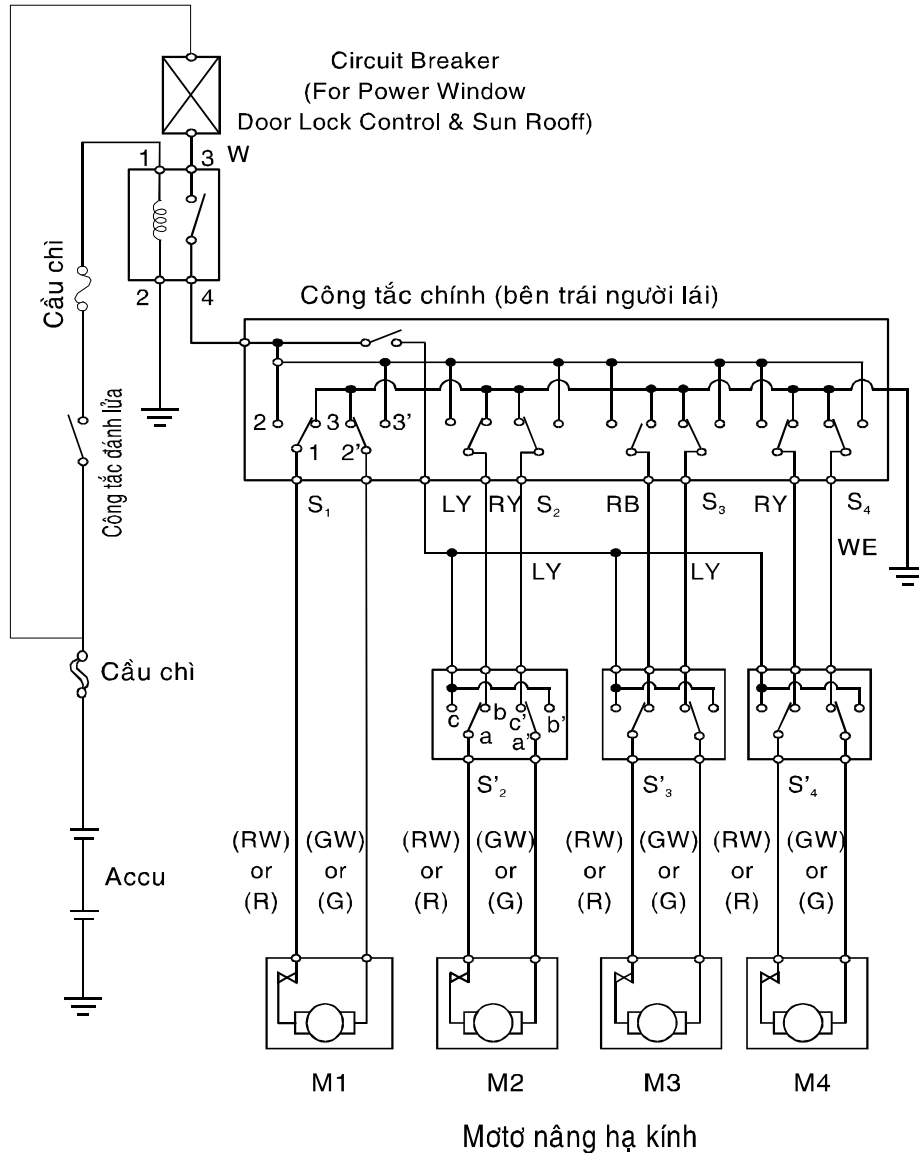 Circuit Breaker
(For Power Window
Door Lock Control & Sun Rooff)
1 3 W
2 4
Cầu chì
Công tắc chính (bên trái người lái)
2 3 3'
1 2'
Công tắc đánh lửa
S₁ LY RY S₂ RB S₃ RY S₄
WE
LY LY
Cầu chì
c b c' b'
a a'
S'₂ S'₃ S'₄
Accu
(RW) (GW) (RW) (GW) (RW) (GW) (RW) (GW)
or or or or or or or or
(R) (G) (R) (G) (R) (G) (R) (G)
M1 M2 M3 M4
Mơtơ nâng hạ kính